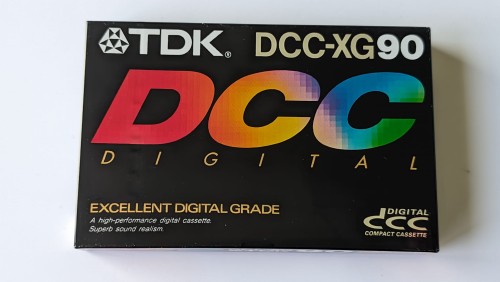 TDK® DCC-XG90
DCC
DIGITAL
EXCELLENT DIGITAL GRADE
A high-performance digital cassette.
Superb sound realism.
DIGITAL
dcc
COMPACT CASSETTE